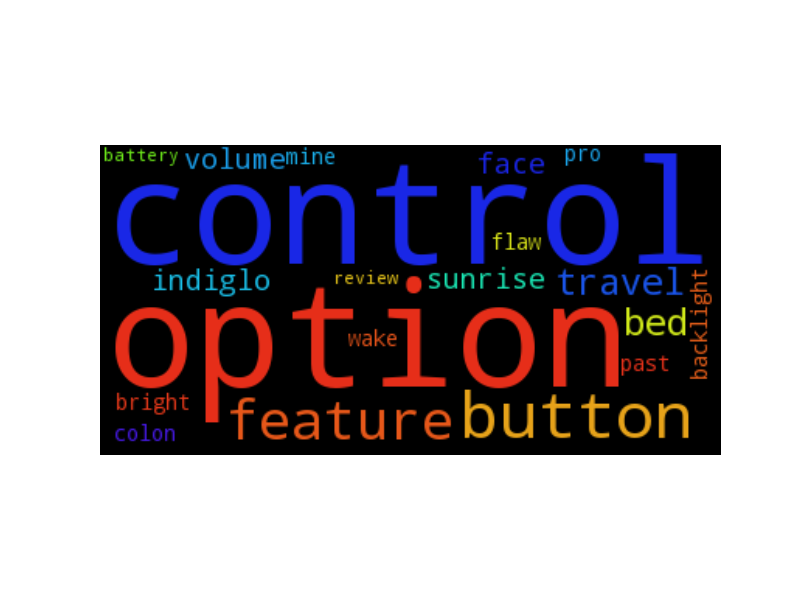 battery volume mine face pro
control
flaw
indiglo review sunrise travel
option
bed
backlight
wake
past
bright feature button
colon